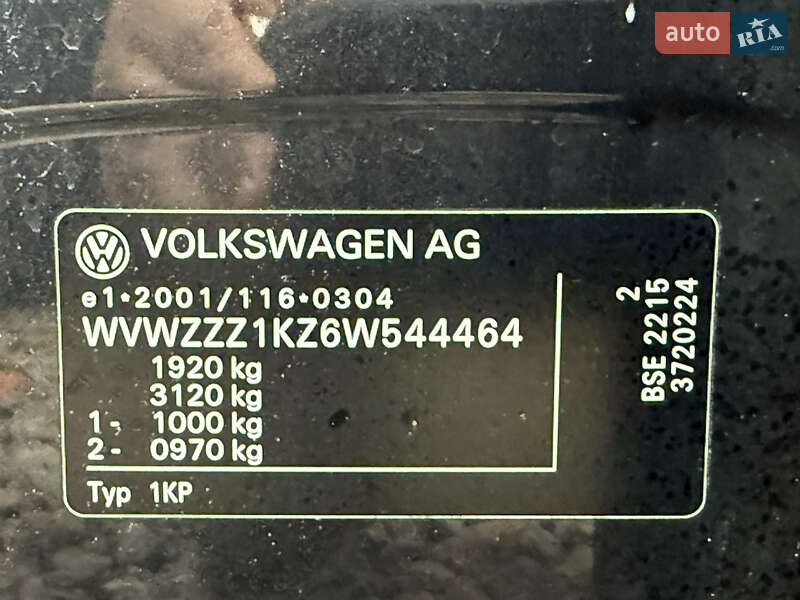 auto RIA.com
VOLKSWAGEN AG
e1*2001/116*0304
WVWZZZ1KZ6W544464
1920 kg
3120 kg
1- 1000 kg
2- 0970 kg
Typ 1KP
2
BSE 2215
3720224